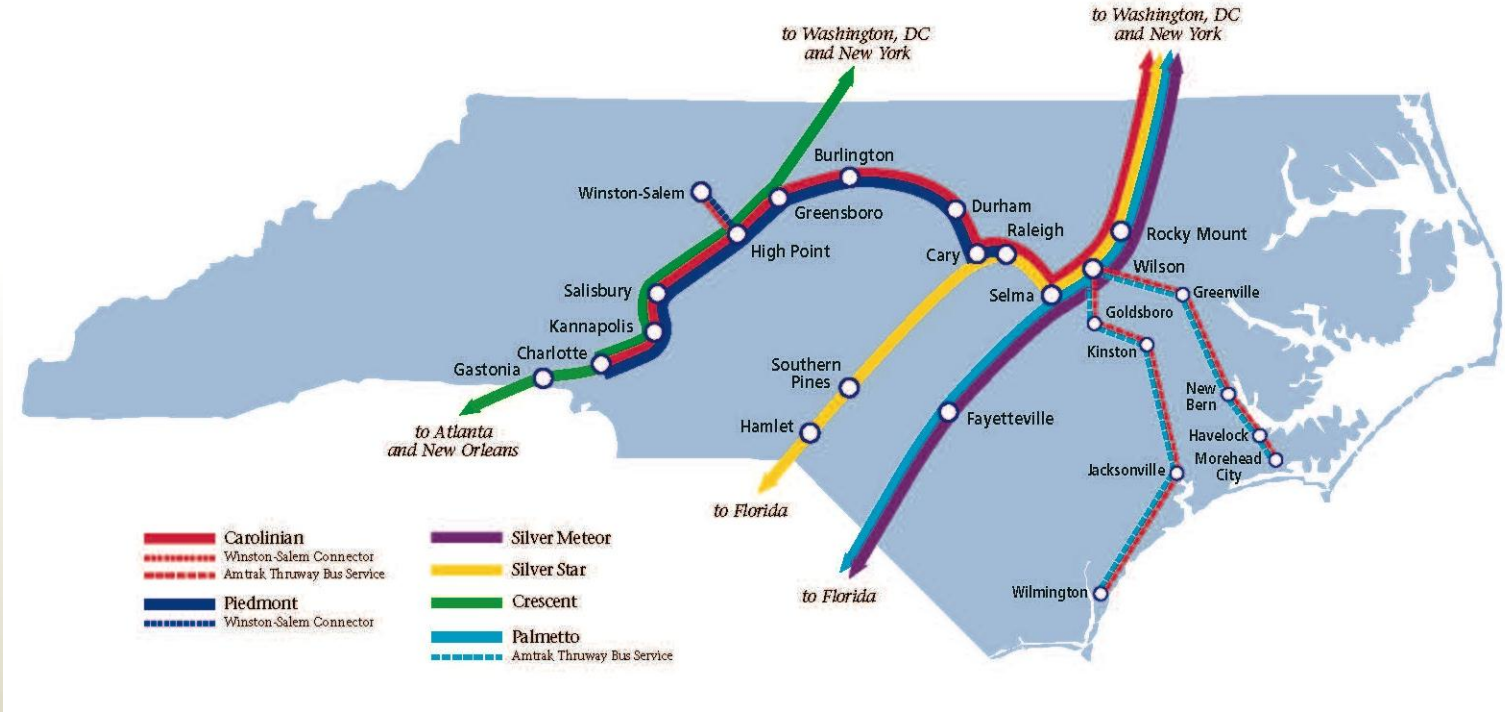 to Washington, DC
and New York
to Washington, DC
and New York
Burlington
Winston-Salem
Greensboro
Durham
Raleigh
High Point
Cary
Rocky Mount
Wilson
Salisbury
Selma
Greenville
Goldsboro
Kannapolis
Kinston
Charlotte
Gastonia
Southern
Pines
New
Bern
Hamlet
Fayetteville
Havelock
Morehead
City
Jacksonville
to Atlanta
and New Orleans
to Florida
to Florida
Wilmington
Carolinian
Winston-Salem Connector
Amtrak Thruway Bus Service
Piedmont
Winston-Salem Connector
Silver Meteor
Silver Star
Crescent
Palmetto
Amtrak Thruway Bus Service